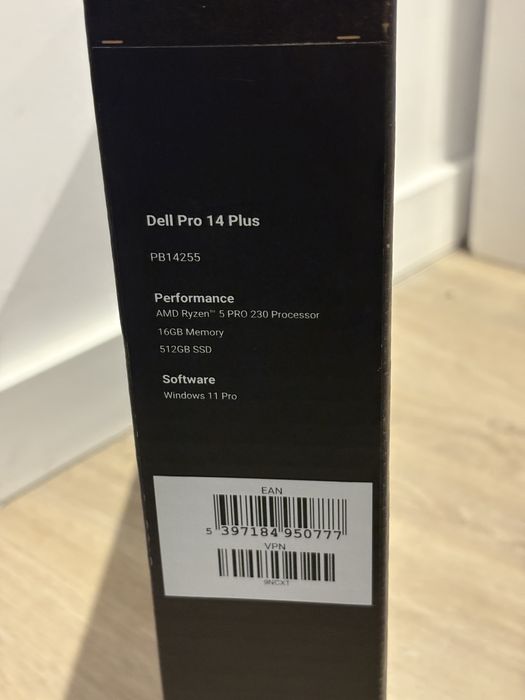 Dell Pro 14 Plus
PB14255
Performance
AMD Ryzen™ 5 PRO 230 Processor
16GB Memory
512GB SSD
Software
Windows 11 Pro
EAN
5 397184 950777
VPN
9NCXT